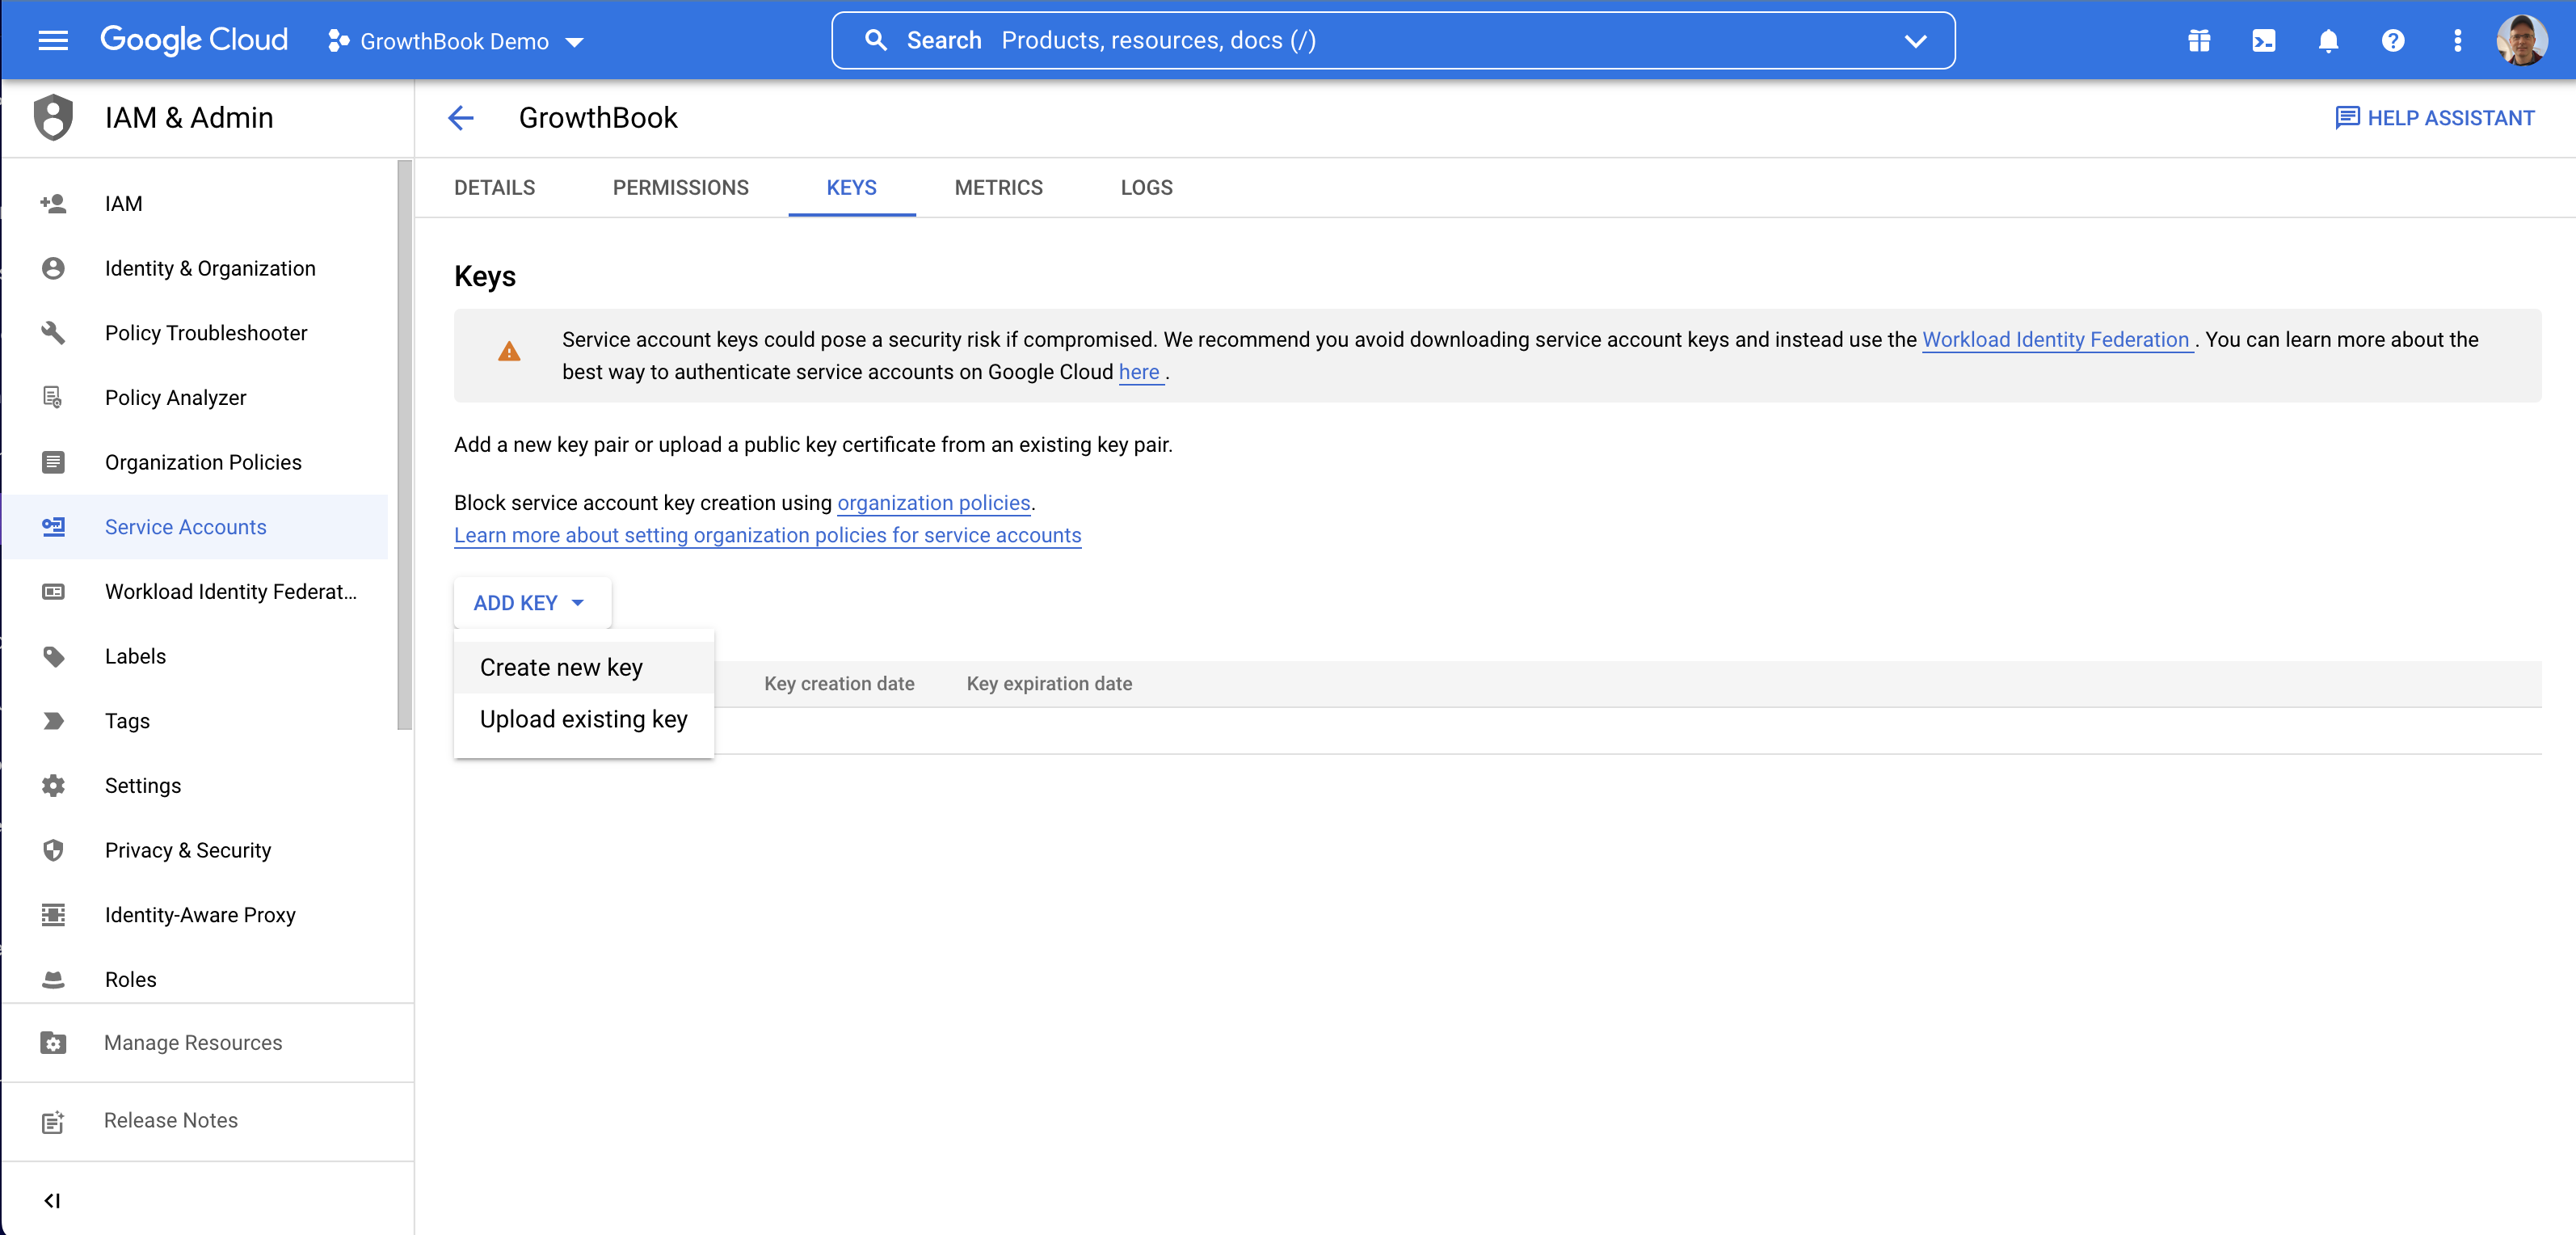 Google Cloud
GrowthBook Demo
Search Products, resources, docs (/)
IAM & Admin
IAM
Identity & Organization
Policy Troubleshooter
Policy Analyzer
Organization Policies
Service Accounts
Workload Identity Federat...
Labels
Tags
Settings
Privacy & Security
Identity-Aware Proxy
Roles
Manage Resources
Release Notes
GrowthBook
HELP ASSISTANT
DETAILS
PERMISSIONS
KEYS
METRICS
LOGS
Keys
Service account keys could pose a security risk if compromised. We recommend you avoid downloading service account keys and instead use the Workload Identity Federation . You can learn more about the
best way to authenticate service accounts on Google Cloud here .
Add a new key pair or upload a public key certificate from an existing key pair.
Block service account key creation using organization policies.
Learn more about setting organization policies for service accounts
ADD KEY
Create new key
Upload existing key
Key creation date
Key expiration date